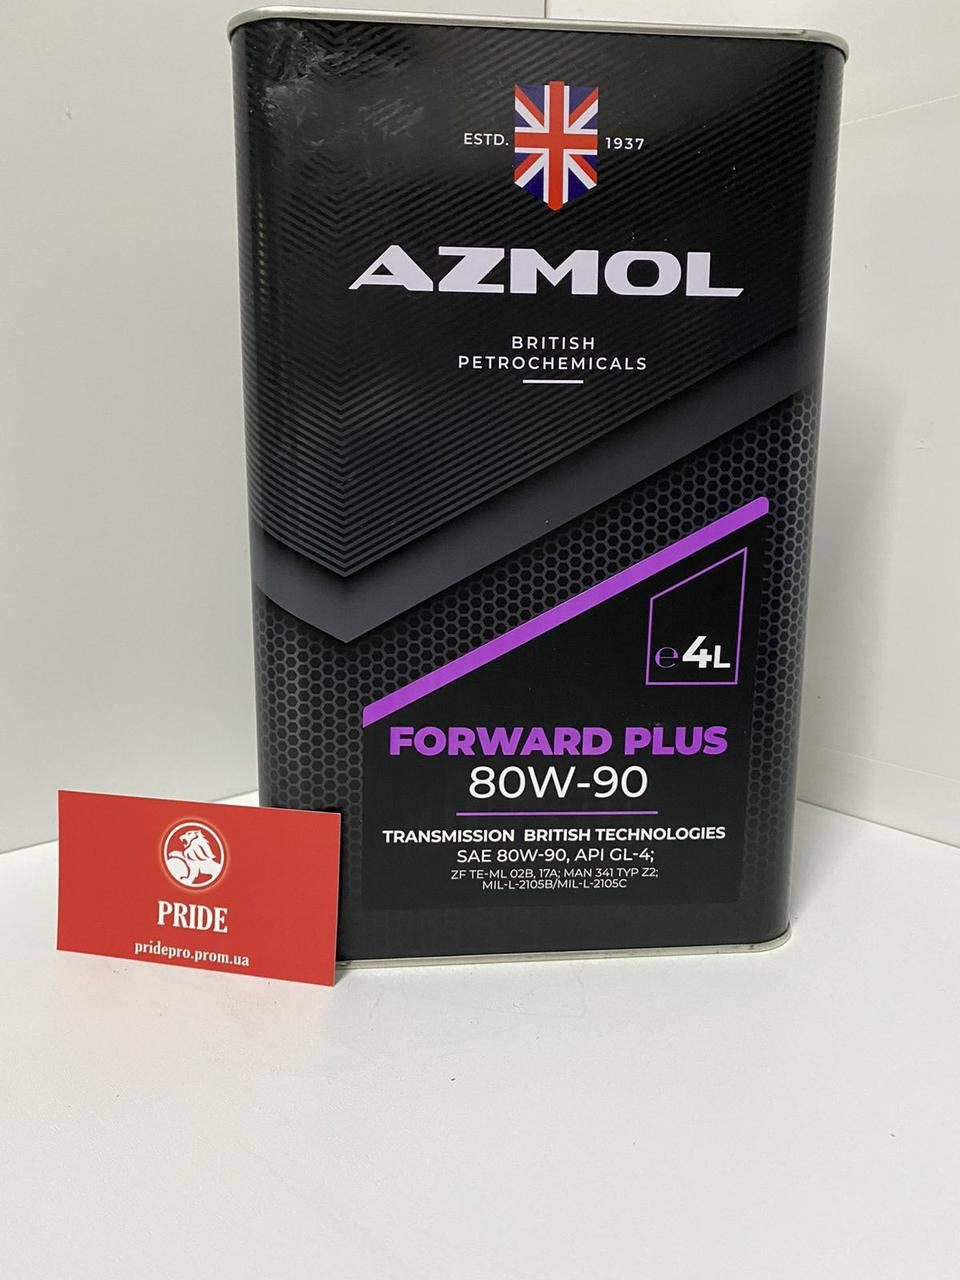 ESTD. 1937
AZMOL
BRITISH
PETROCHEMICALS
℮4L
FORWARD PLUS
80W-90
TRANSMISSION BRITISH TECHNOLOGIES
SAE 80W-90, API GL-4;
ZF TE-ML 02B, 17A; MAN 341 TYP Z2;
MIL-L-2105B/MIL-L-2105C
PRIDE
pridepro.prom.ua